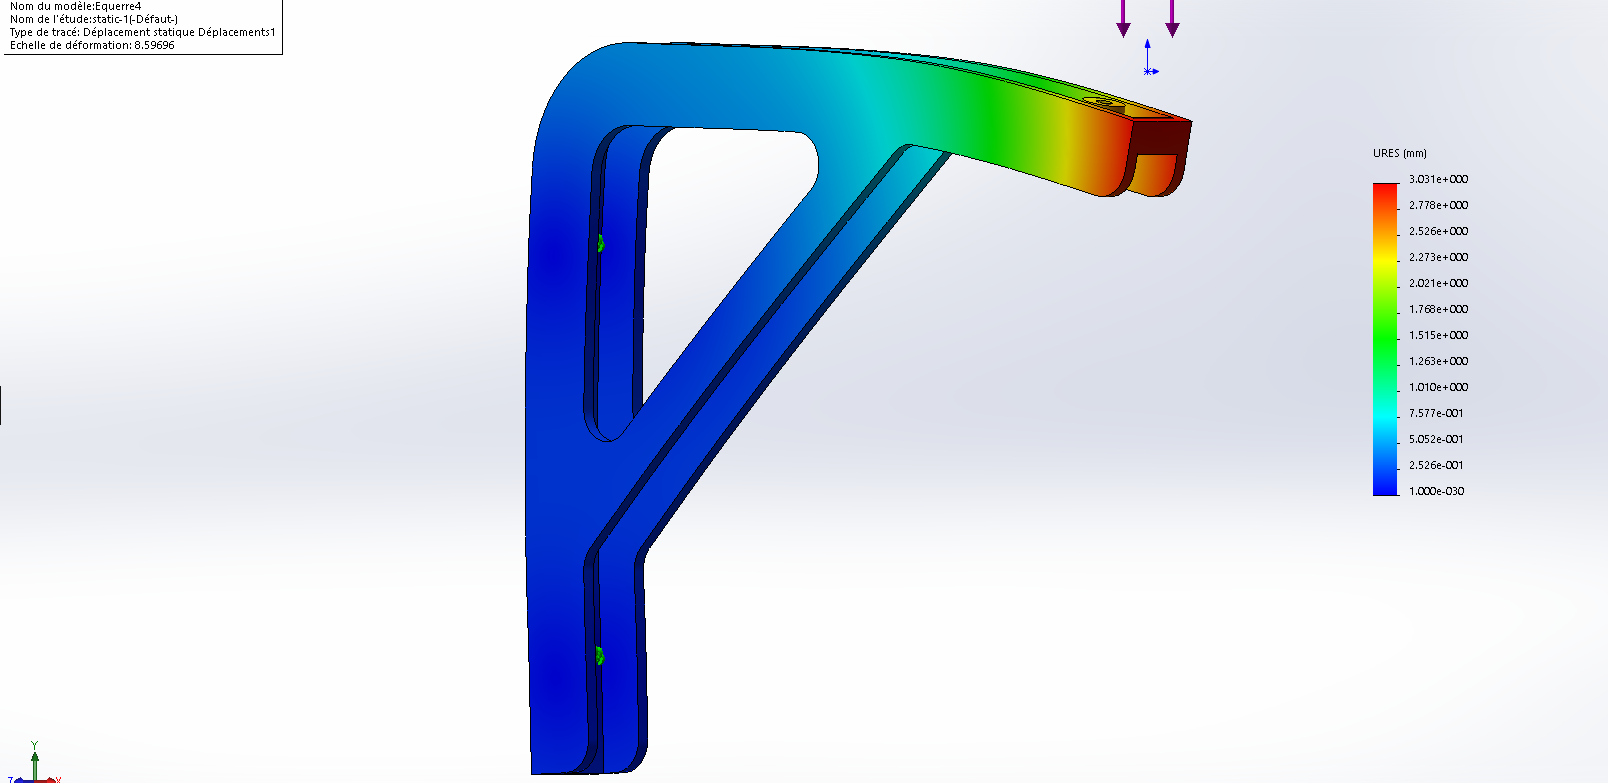 Nom du modèle:Equerre4
Nom de l'étude:static-1(-Défaut-)
Type de tracé: Déplacement statique Déplacements1
Echelle de déformation: 8.59696
URES (mm)
3.031e+000
2.778e+000
2.526e+000
2.273e+000
2.021e+000
1.768e+000
1.515e+000
1.263e+000
1.010e+000
7.577e-001
5.052e-001
2.526e-001
1.000e-030
Y
Z X